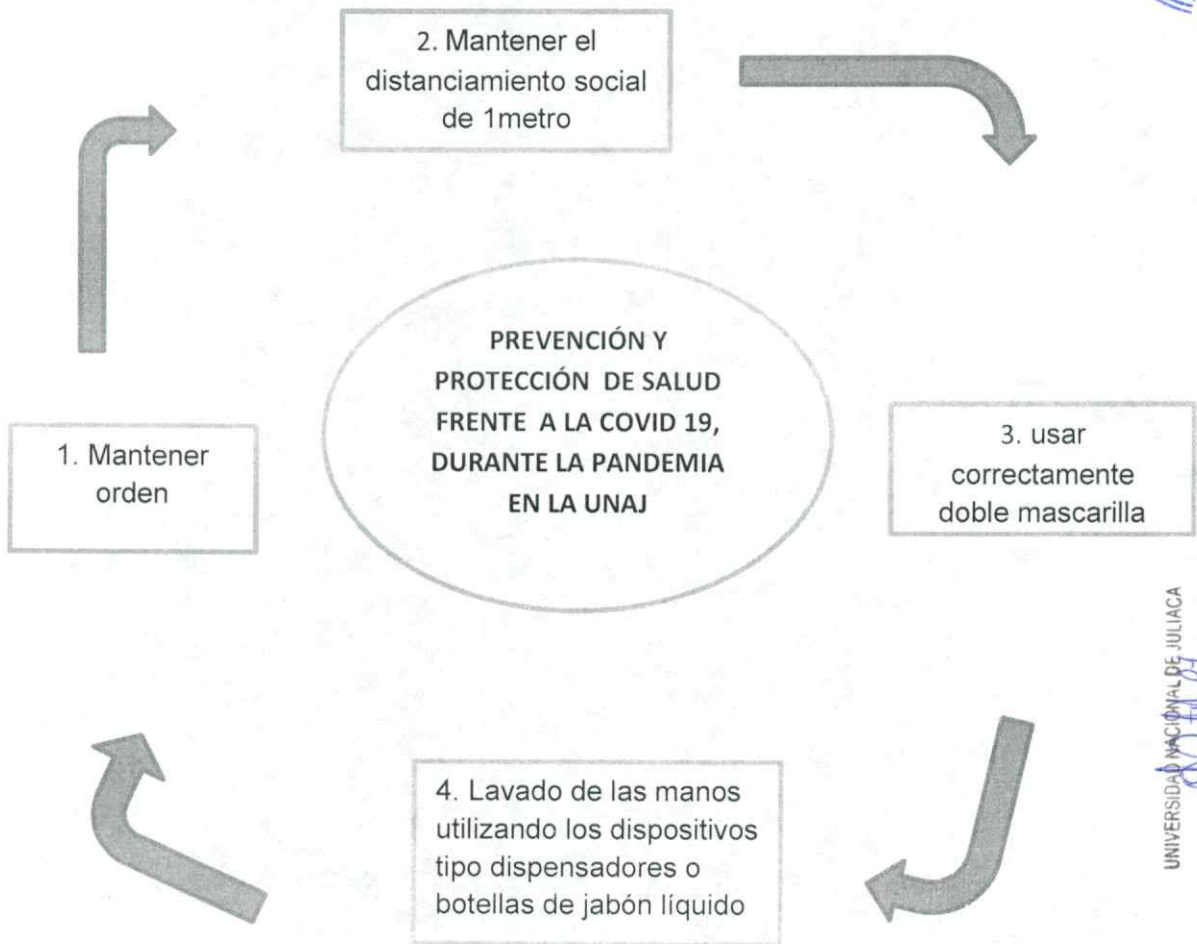 2. Mantener el
distanciamiento social
de 1metro
PREVENCIÓN Y
PROTECCIÓN DE SALUD
FRENTE A LA COVID 19,
DURANTE LA PANDEMIA
EN LA UNAJ
1. Mantener
orden
3. usar
correctamente
doble mascarilla
4. Lavado de las manos
utilizando los dispositivos
tipo dispensadores o
botellas de jabón líquido
UNIVERSIDAD NACIONAL DE JULIACA